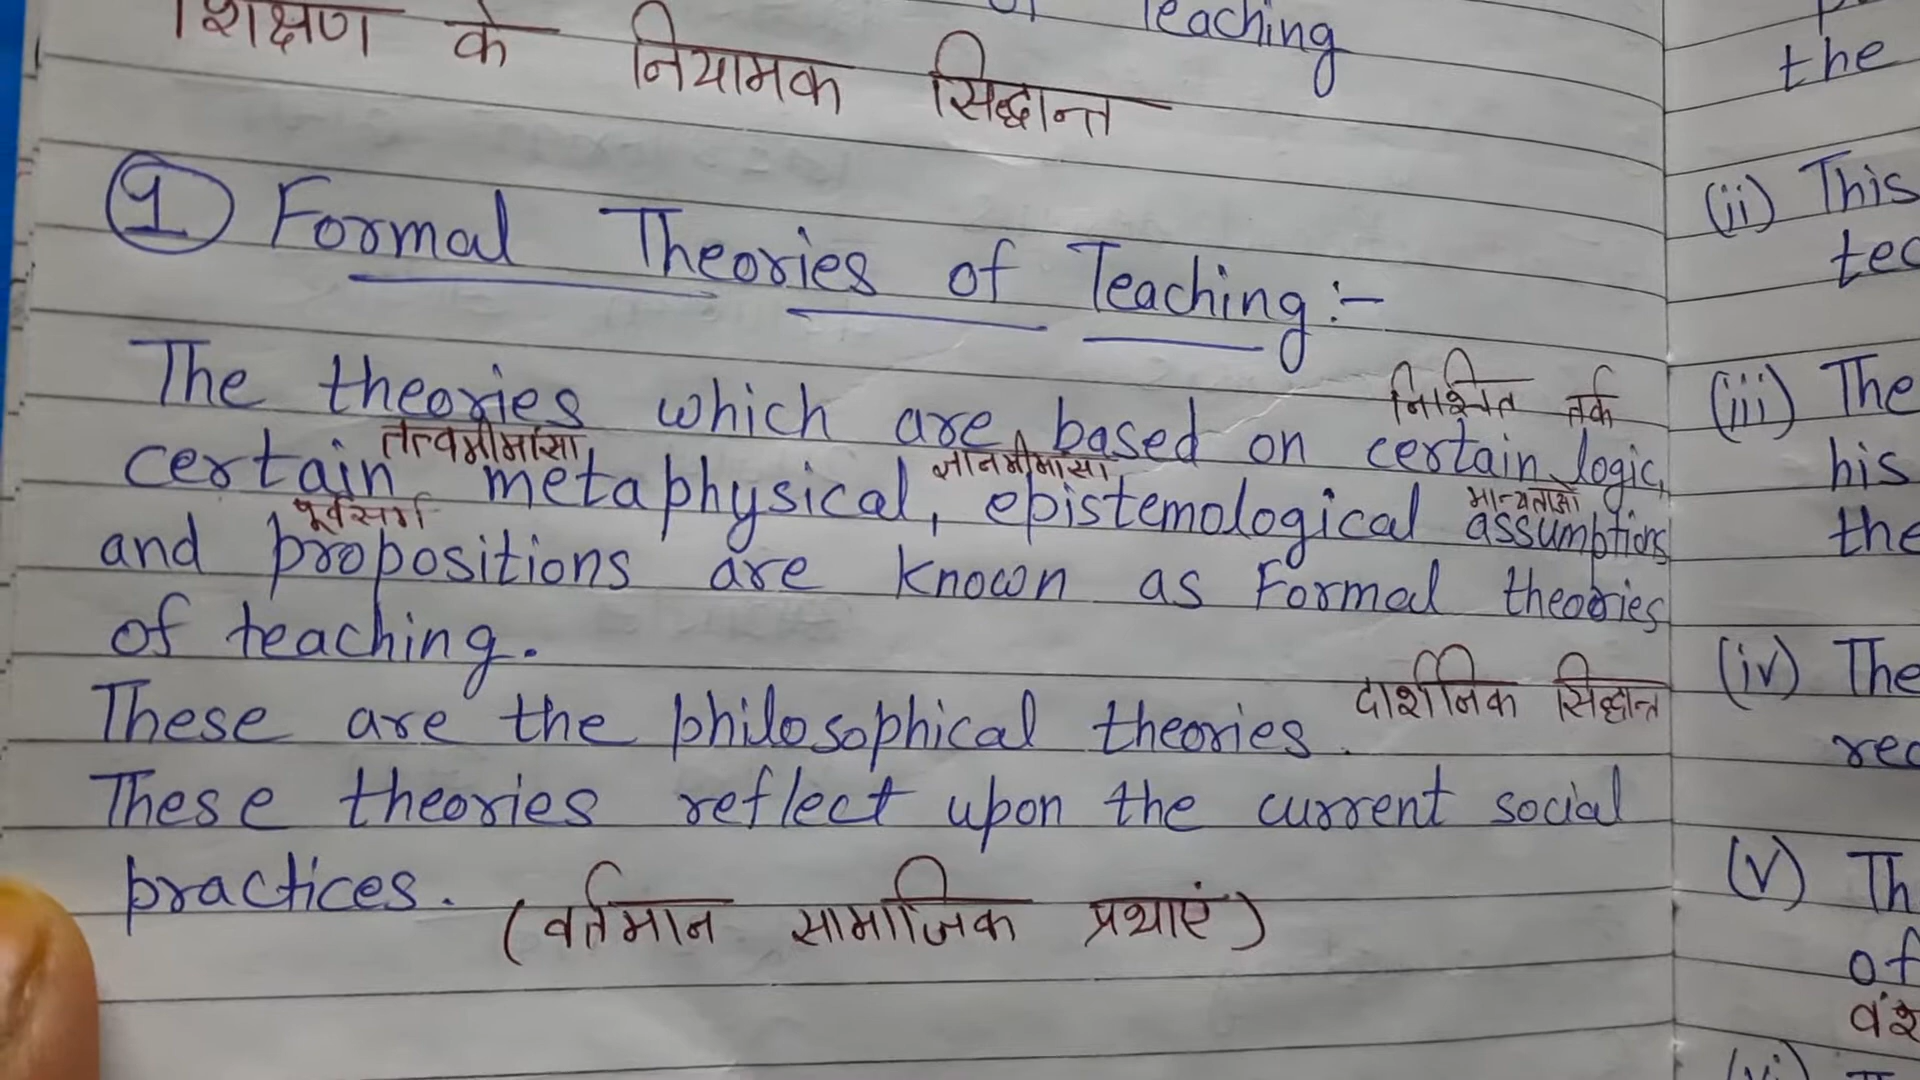 Teaching
शिक्षण के नियामक सिद्धान्त
1 Formal Theories of Teaching :-
निश्चित तर्क
The theories which are based on certain logic,
तत्वमीमांसा ज्ञानमीमांसा मान्यताओं
certain metaphysical, epistemological assumptions
पूर्वसर्ग
and propositions are known as Formal theories
of teaching.
These are the philosophical theories. दार्शनिक सिद्धान्त
These theories reflect upon the current social
practices. (वर्तमान सामाजिक प्रथाएं)
the
(ii) This
(iii) The
his
the
(iv) The
(v) Th
of